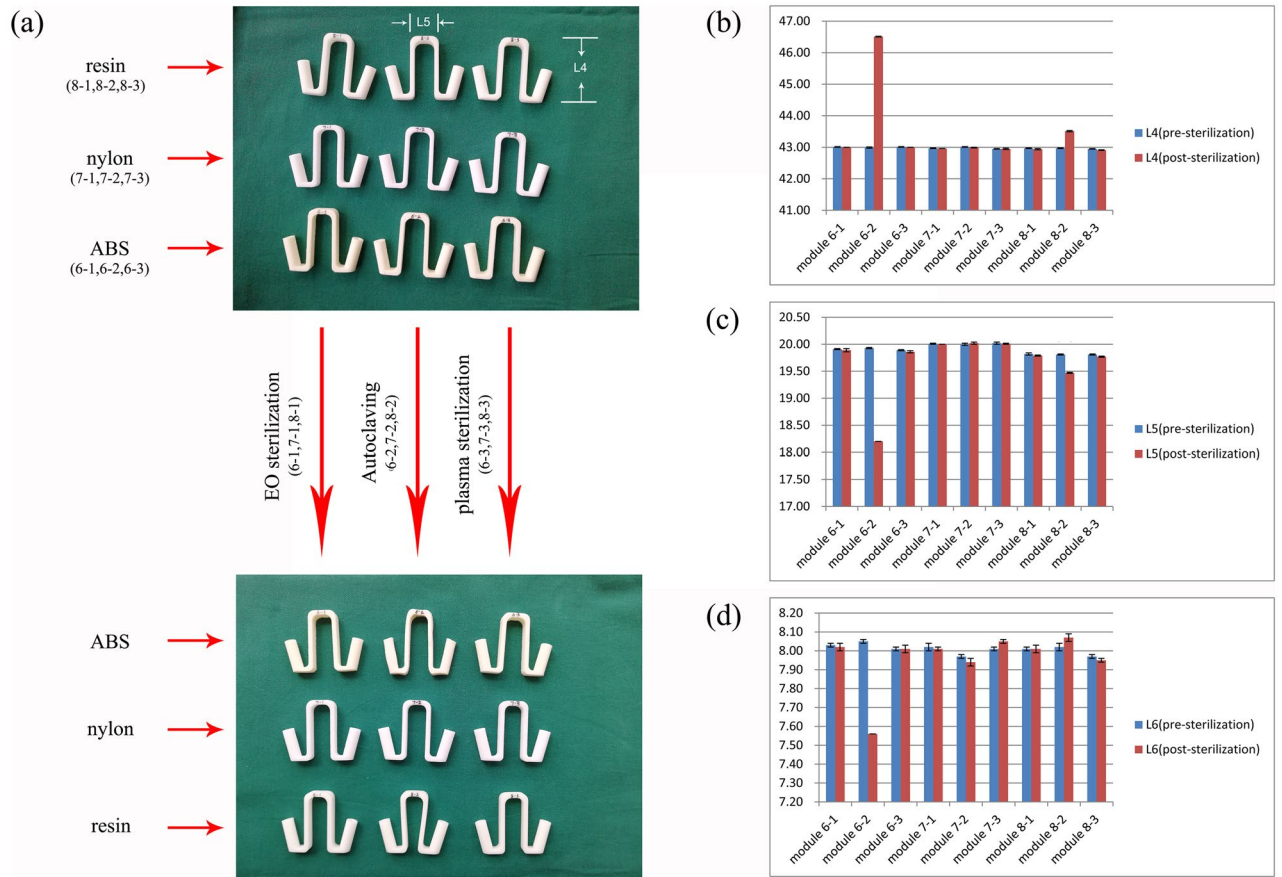 (a)
resin
(8-1,8-2,8-3)
nylon
(7-1,7-2,7-3)
ABS
(6-1,6-2,6-3)
L5
L4
EO sterilization
(6-1,7-1,8-1)
Autoclaving
6-2,7-2,8-2)
plasma sterilization
(6-3,7-3,8-3)
ABS
nylon
resin
(b)
47.00
46.00
45.00
44.00
43.00
42.00
41.00
module 6-1
module 6-2
module 6-3
module 7-1
module 7-2
module 7-3
module 8-1
module 8-2
module 8-3
L4(pre-sterilization)
L4(post-sterilization)
(c)
20.50
20.00
19.50
19.00
18.50
18.00
17.50
17.00
module 6-1
module 6-2
module 6-3
module 7-1
module 7-2
module 7-3
module 8-1
module 8-2
module 8-3
L5(pre-sterilization)
L5(post-sterilization)
(d)
8.20
8.10
8.00
7.90
7.80
7.70
7.60
7.50
7.40
7.30
7.20
module 6-1
module 6-2
module 6-3
module 7-1
module 7-2
module 7-3
module 8-1
module 8-2
module 8-3
L6(pre-sterilization)
L6(post-sterilization)